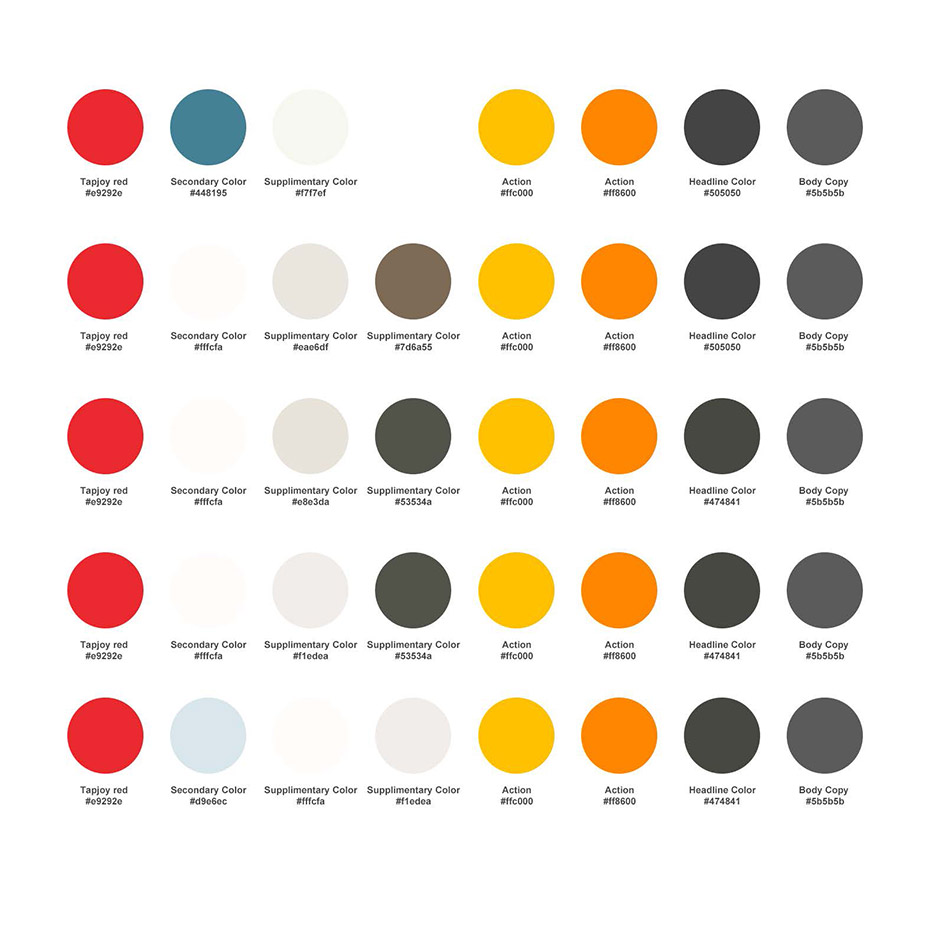 Tapjoy red
#e9292e
Secondary Color
#448195
Supplimentary Color
#f7f7ef
Action
#ffc000
Action
#ff8600
Headline Color
#505050
Body Copy
#5b5b5b
Tapjoy red
#e9292e
Secondary Color
#fffcfa
Supplimentary Color
#eae6df
Supplimentary Color
#7d6a55
Action
#ffc000
Action
#ff8600
Headline Color
#505050
Body Copy
#5b5b5b
Tapjoy red
#e9292e
Secondary Color
#fffcfa
Supplimentary Color
#e8e3da
Supplimentary Color
#53534a
Action
#ffc000
Action
#ff8600
Headline Color
#474841
Body Copy
#5b5b5b
Tapjoy red
#e9292e
Secondary Color
#fffcfa
Supplimentary Color
#f1edea
Supplimentary Color
#53534a
Action
#ffc000
Action
#ff8600
Headline Color
#474841
Body Copy
#5b5b5b
Tapjoy red
#e9292e
Secondary Color
#d9e6ec
Supplimentary Color
#fffcfa
Supplimentary Color
#f1edea
Action
#ffc000
Action
#ff8600
Headline Color
#474841
Body Copy
#5b5b5b